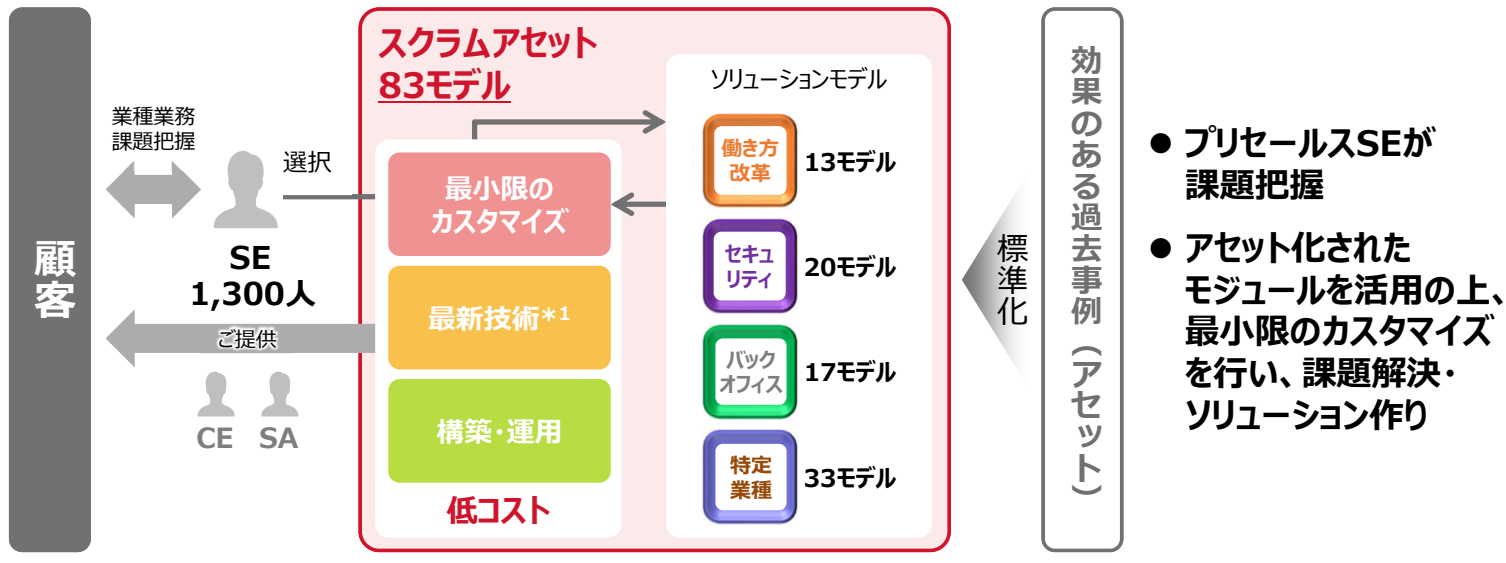 顧客
業種業務
課題把握
選択
SE
1,300人
ご提供
CE SA
スクラムアセット
83モデル
最小限の
カスタマイズ
最新技術*1
構築・運用
低コスト
ソリューションモデル
働き方
改革
13モデル
セキュ
リティ
20モデル
バック
オフィス
17モデル
特定
業種
33モデル
標準化
効果のある過去事例（アセット）
● プリセールスSEが
課題把握
● アセット化された
モジュールを活用の上、
最小限のカスタマイズ
を行い、課題解決・
ソリューション作り